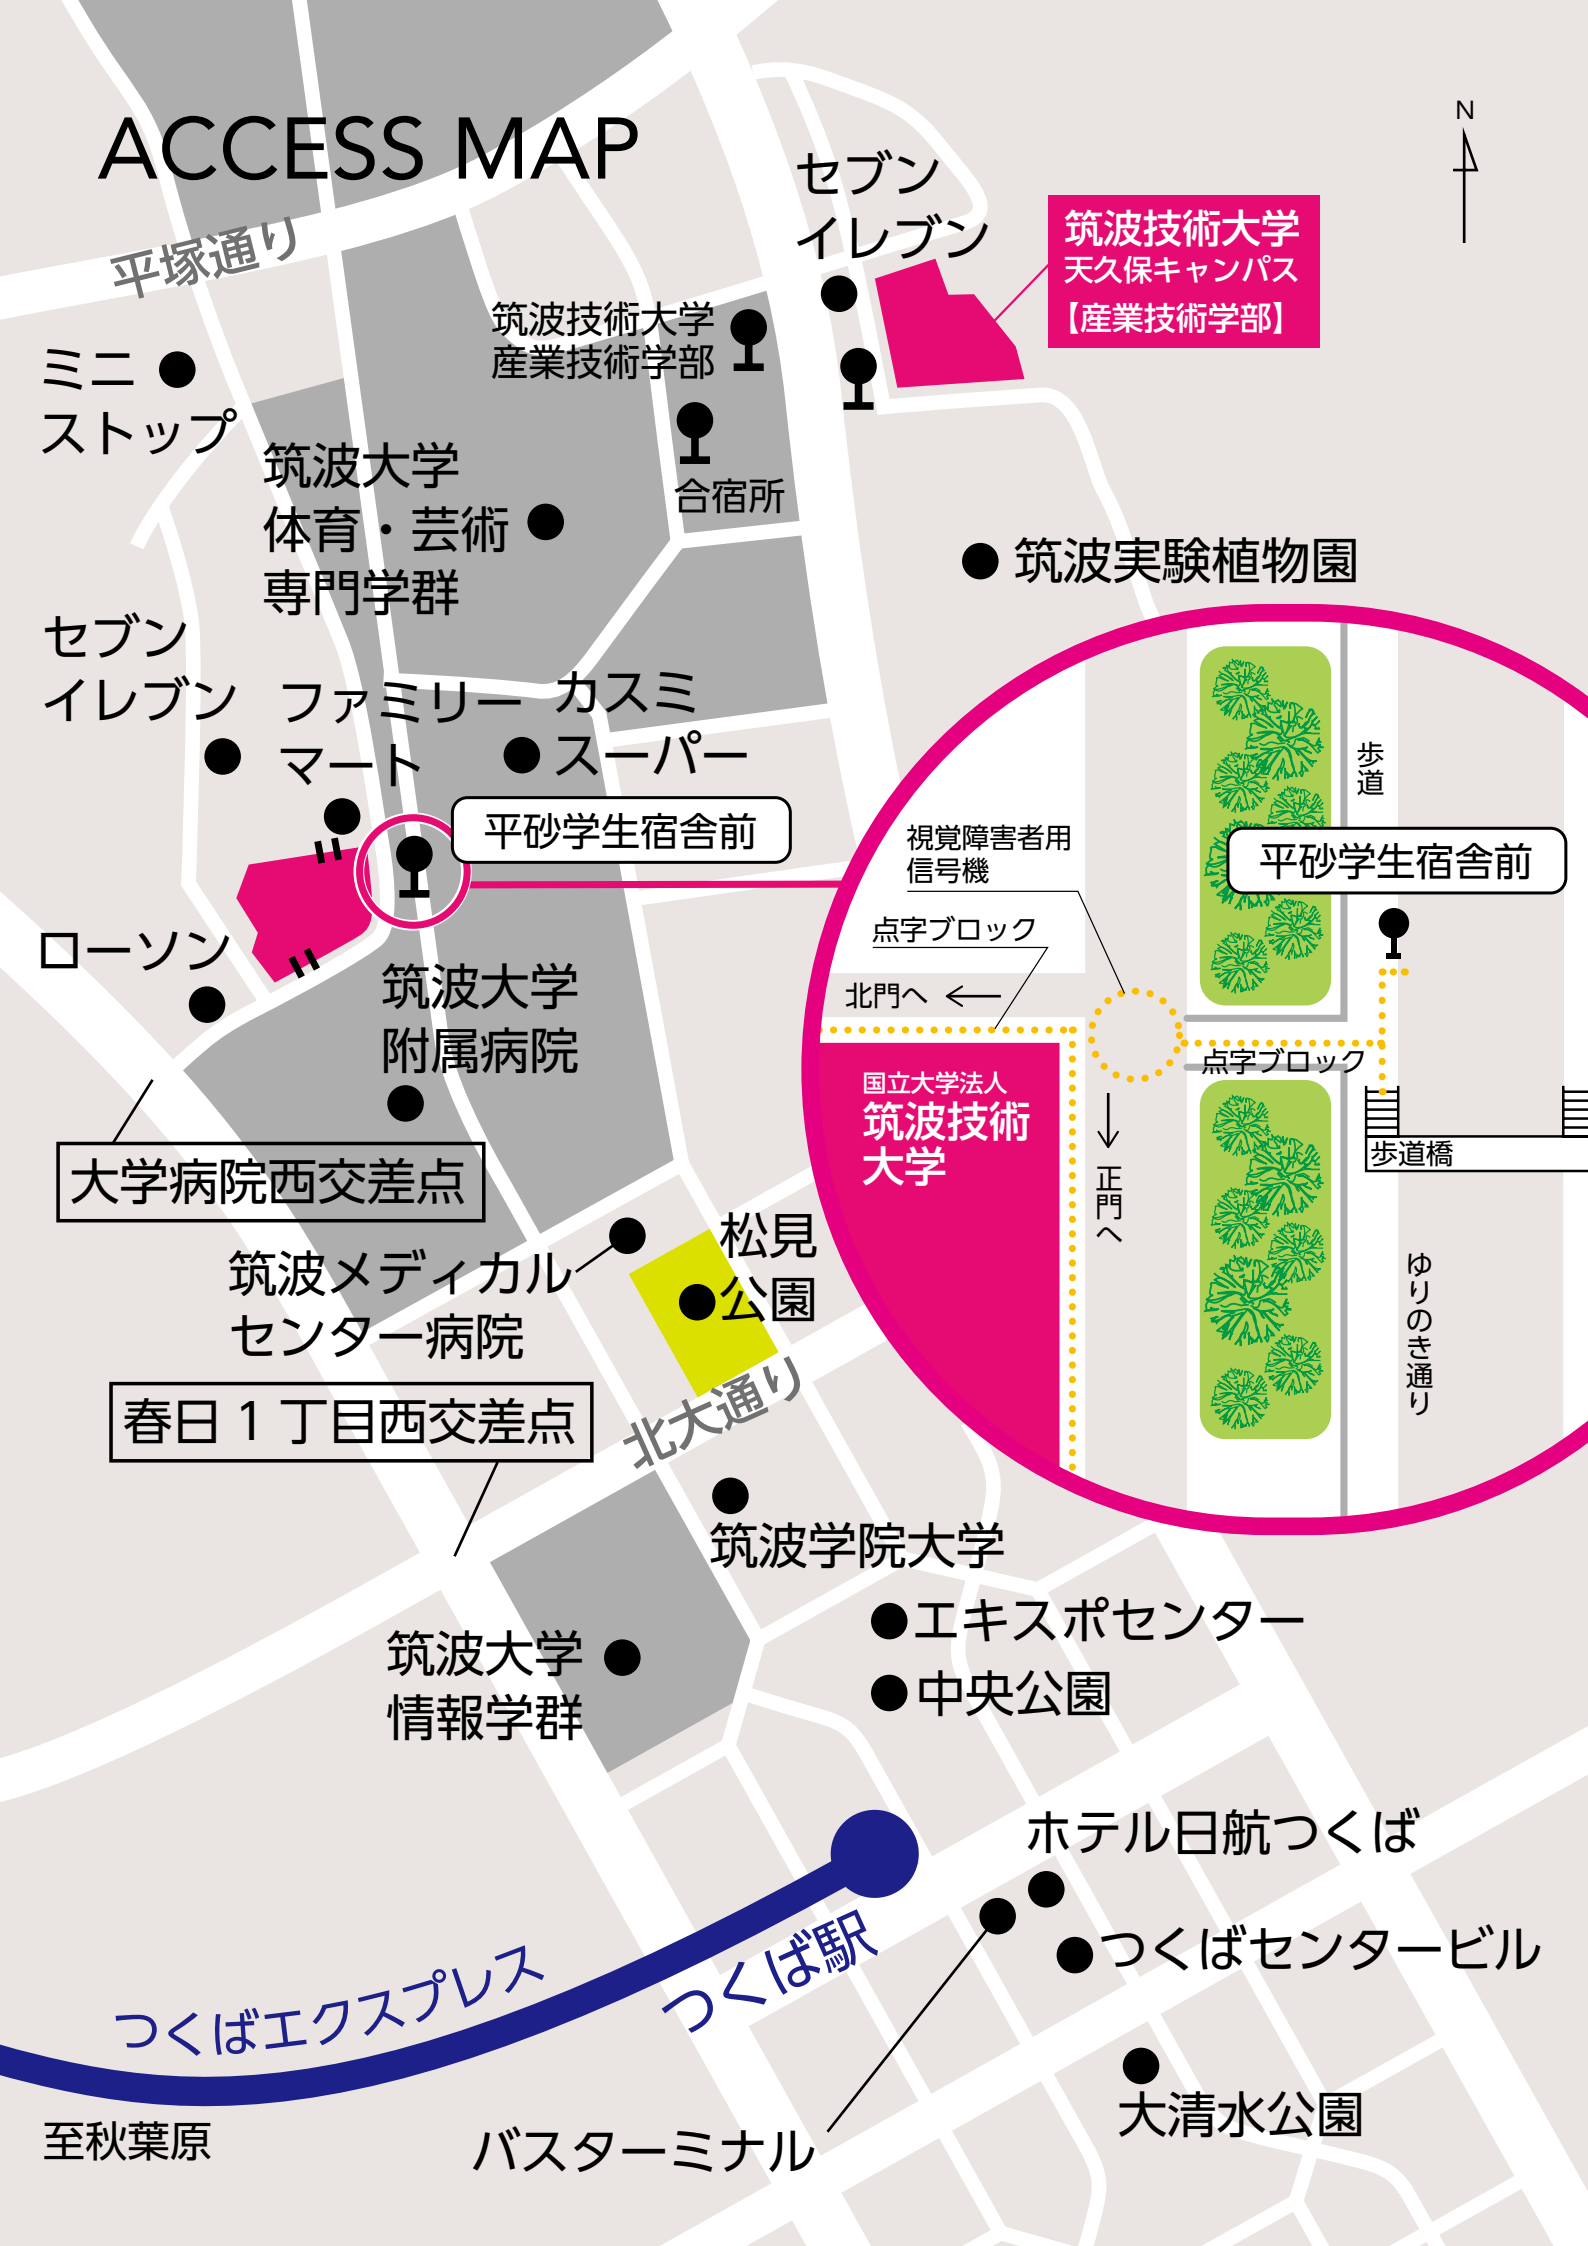 ACCESS MAP
N
平塚通り
セブン
イレブン
筑波技術大学
天久保キャンパス
【産業技術学部】
筑波技術大学
産業技術学部
ミニ
ストップ
合宿所
筑波大学
体育・芸術
専門学群
筑波実験植物園
セブン
イレブン
ファミリー
マート
カスミ
スーパー
平砂学生宿舎前
ローソン
筑波大学
附属病院
視覚障害者用
信号機
点字ブロック
北門へ
歩道
平砂学生宿舎前
点字ブロック
国立大学法人
筑波技術
大学
正門へ
歩道橋
ゆりのき通り
大学病院西交差点
筑波メディカル
センター病院
松見
公園
春日1丁目西交差点
北大通り
筑波学院大学
エキスポセンター
中央公園
筑波大学
情報学群
ホテル日航つくば
つくばセンタービル
つくば駅
つくばエクスプレス
大清水公園
至秋葉原
バスターミナル